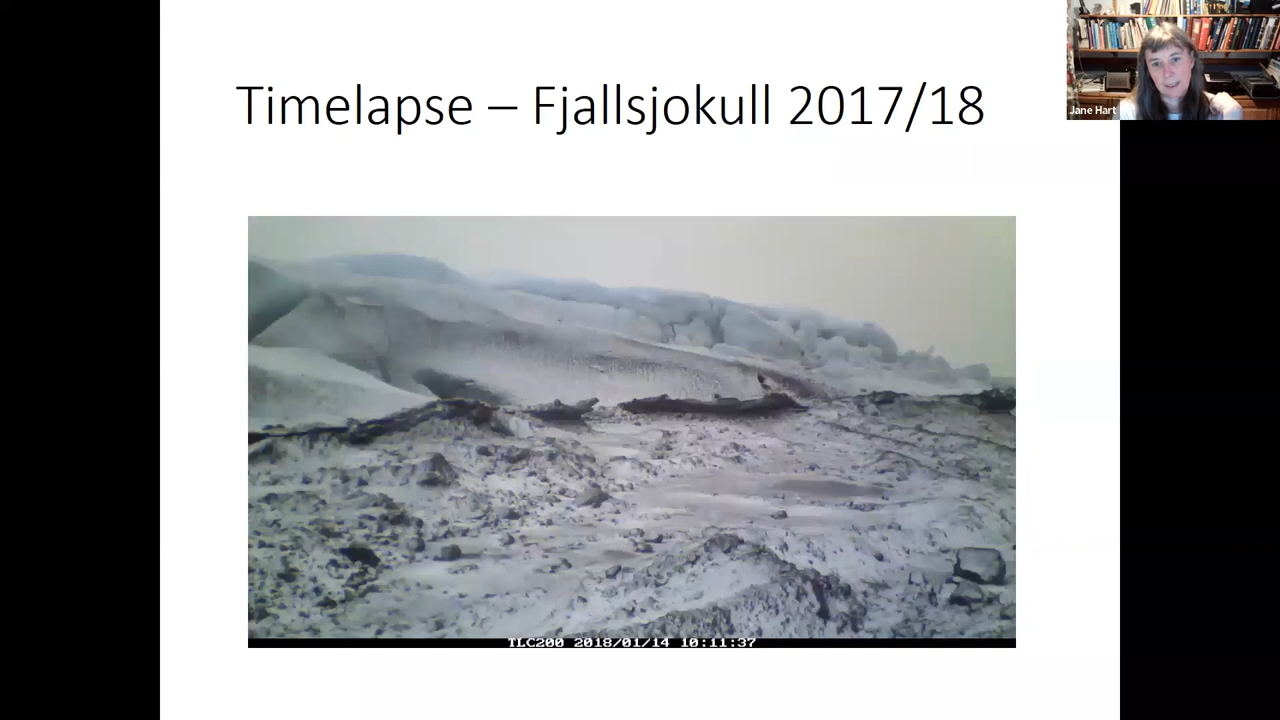 Timelapse – Fjallsjokull 2017/18
Jane Hart
TLC200 2018/01/14 10:11:37